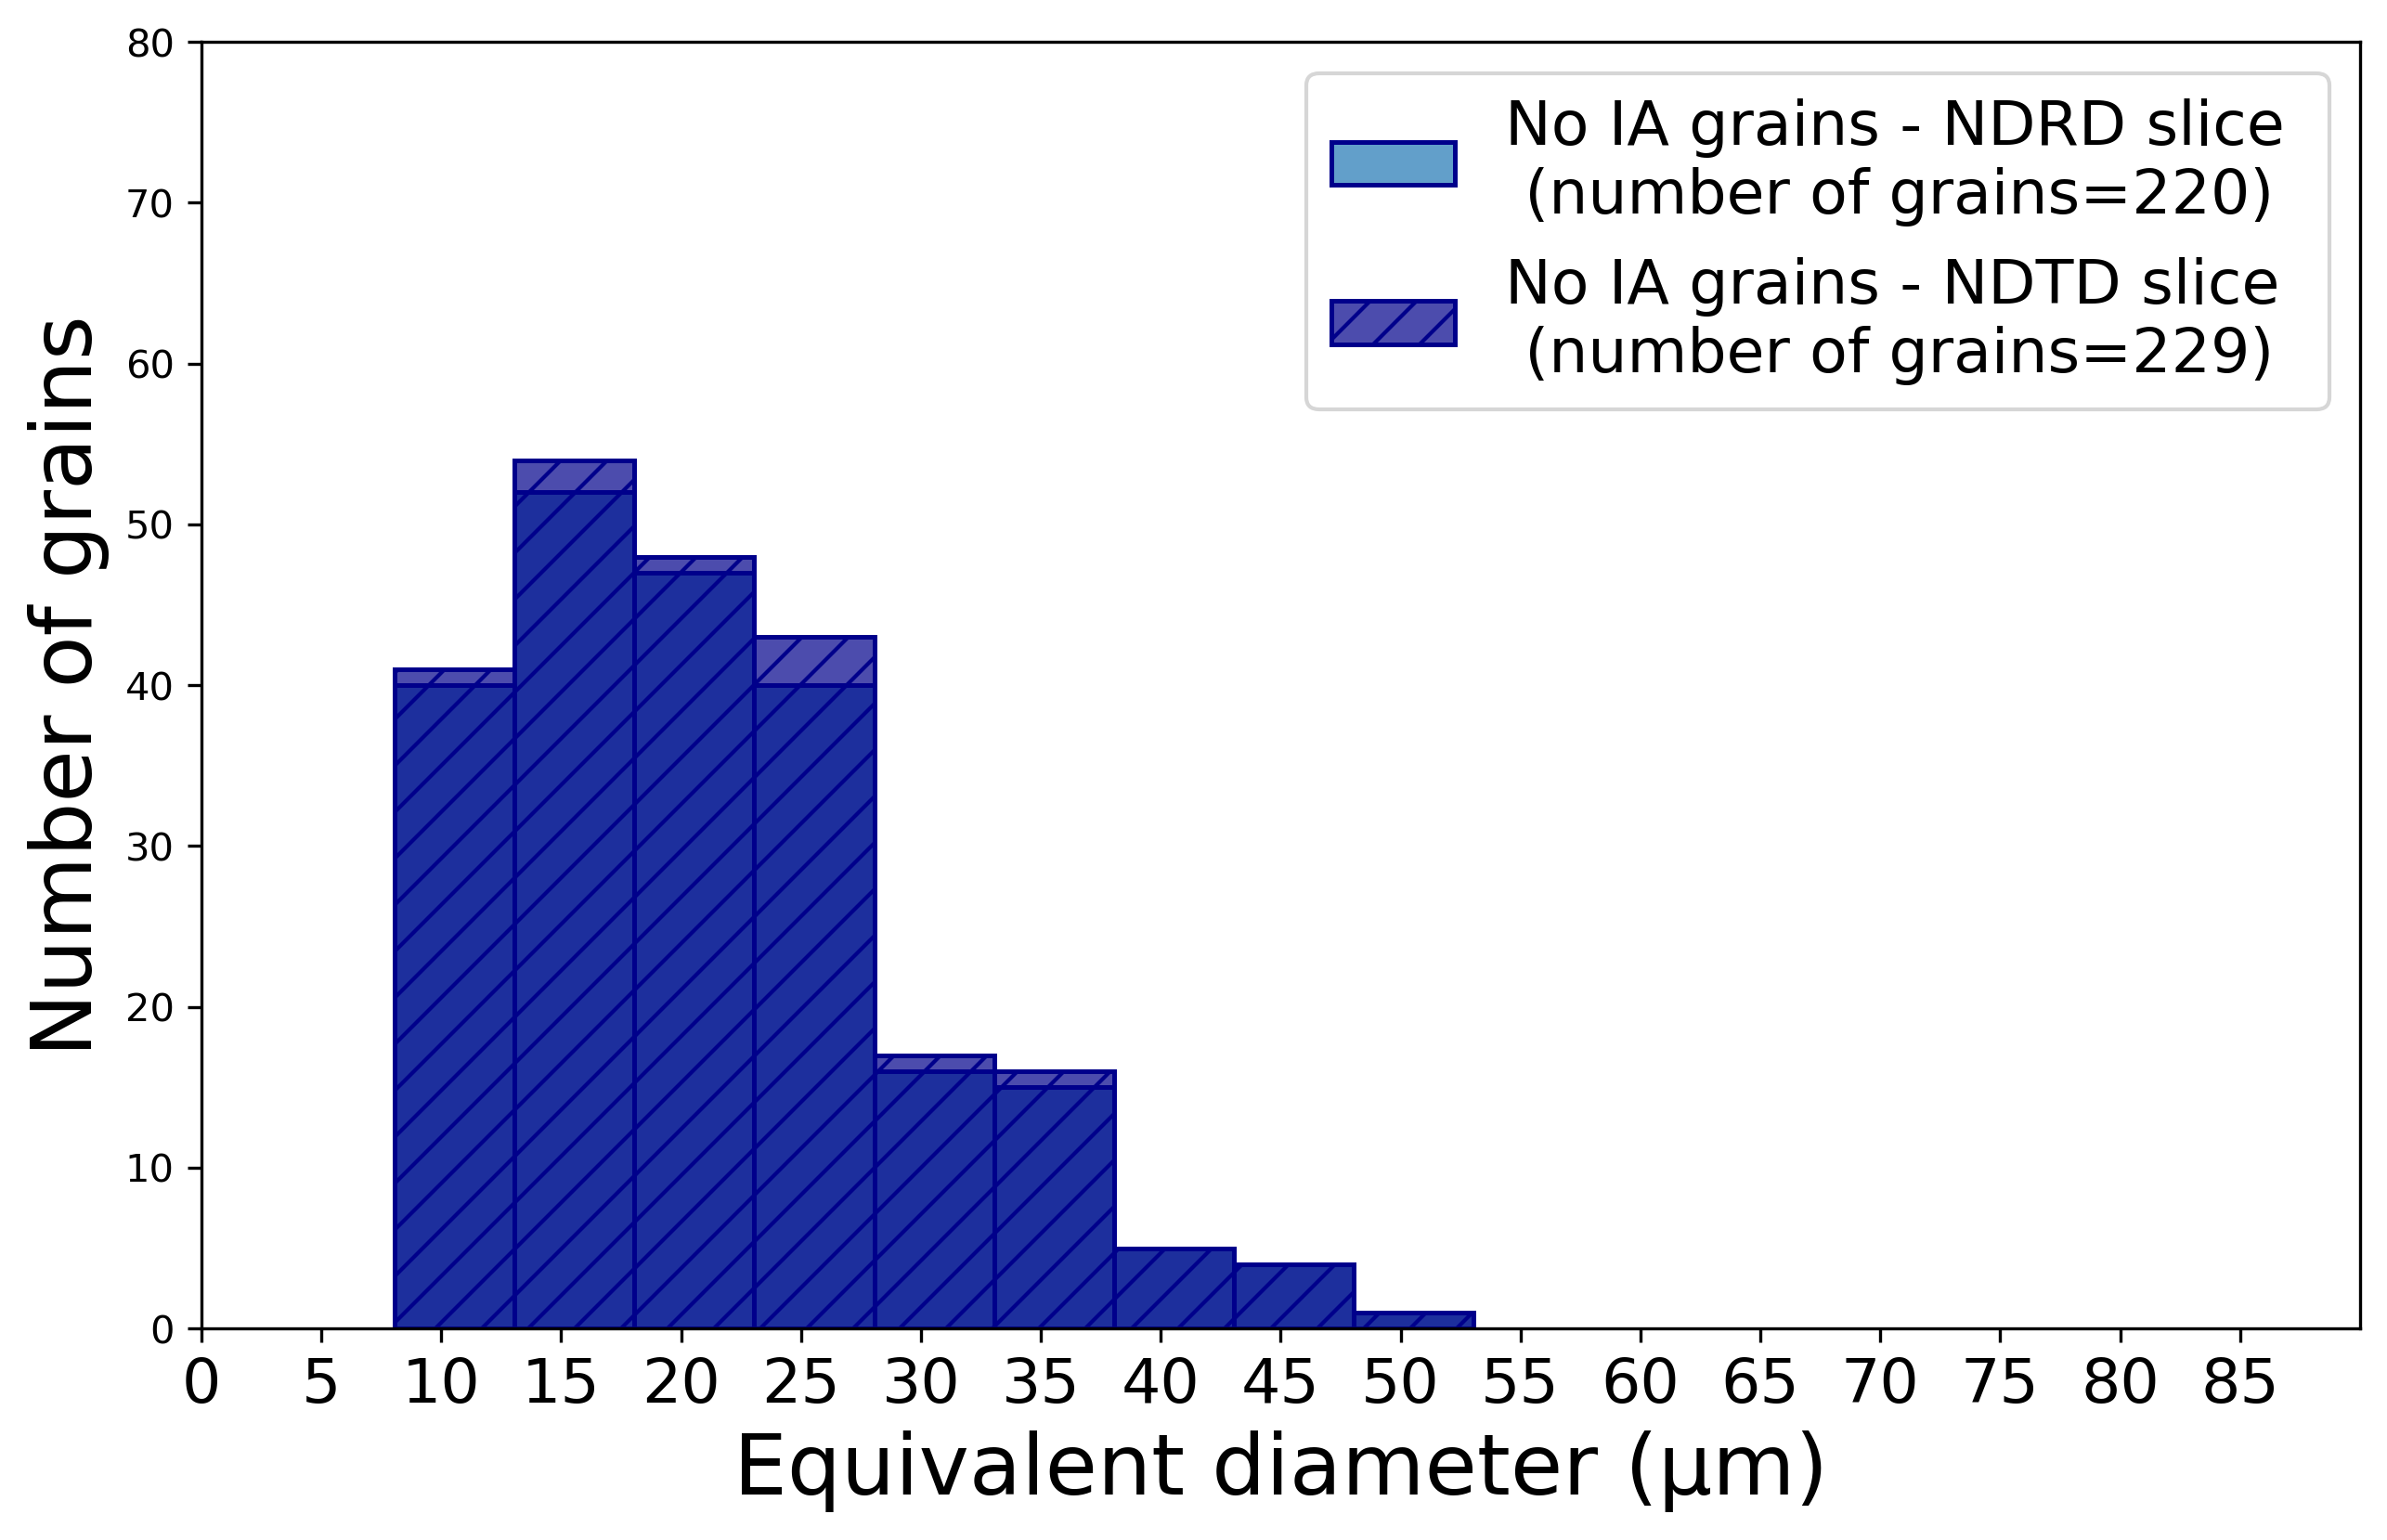 80
70
60
50
40
30
20
10
0
Number of grains
No IA grains - NDRD slice
(number of grains=220)
No IA grains - NDTD slice
(number of grains=229)
0 5 10 15 20 25 30 35 40 45 50 55 60 65 70 75 80 85
Equivalent diameter (µm)